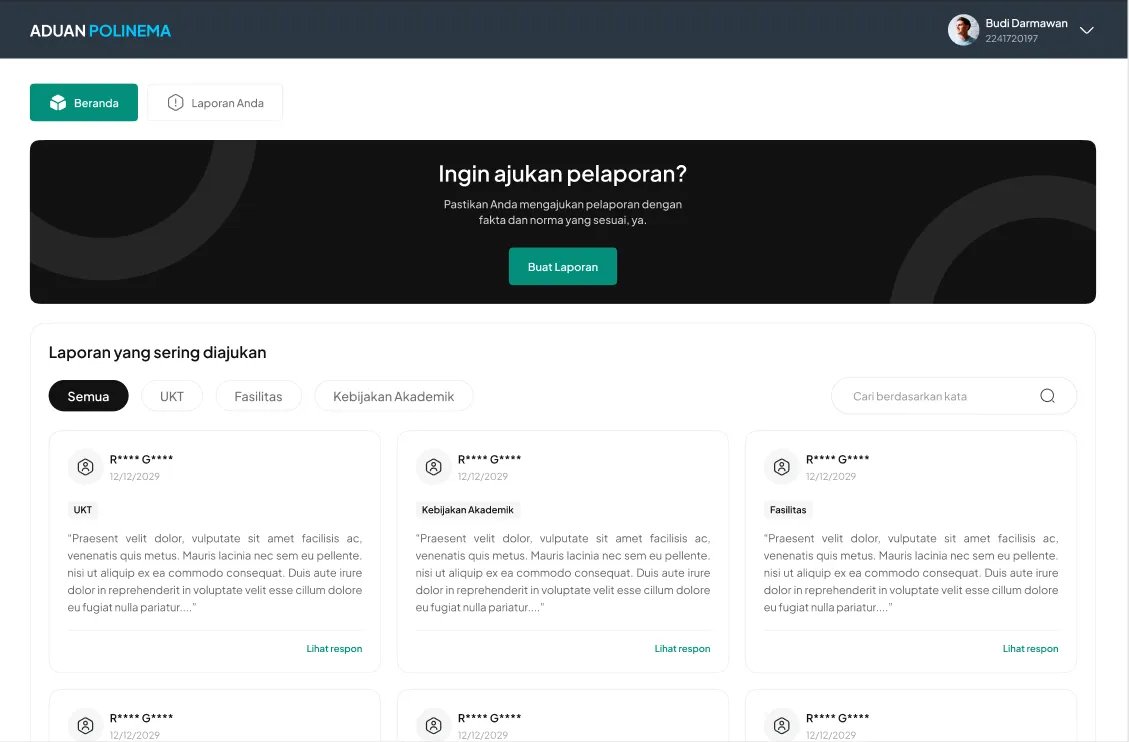 ADUAN POLINEMA
Budi Darmawan
2241720197
Beranda
Laporan Anda
Ingin ajukan pelaporan?
Pastikan Anda mengajukan pelaporan dengan
fakta dan norma yang sesuai, ya.
Buat Laporan
Laporan yang sering diajukan
Semua
UKT
Fasilitas
Kebijakan Akademik
Cari berdasarkan kata
R**** G****
12/12/2029
UKT
"Praesent velit dolor, vulputate sit amet facilisis ac,
venenatis quis metus. Mauris lacinia nec sem eu pellente.
nisi ut aliquip ex ea commodo consequat. Duis aute irure
dolor in reprehenderit in voluptate velit esse cillum dolore
eu fugiat nulla pariatur...."
Lihat respon
R**** G****
12/12/2029
Kebijakan Akademik
"Praesent velit dolor, vulputate sit amet facilisis ac,
venenatis quis metus. Mauris lacinia nec sem eu pellente.
nisi ut aliquip ex ea commodo consequat. Duis aute irure
dolor in reprehenderit in voluptate velit esse cillum dolore
eu fugiat nulla pariatur...."
Lihat respon
R**** G****
12/12/2029
Fasilitas
"Praesent velit dolor, vulputate sit amet facilisis ac,
venenatis quis metus. Mauris lacinia nec sem eu pellente.
nisi ut aliquip ex ea commodo consequat. Duis aute irure
dolor in reprehenderit in voluptate velit esse cillum dolore
eu fugiat nulla pariatur...."
Lihat respon
R**** G****
12/12/2029
R**** G****
12/12/2029
R**** G****
12/12/2029